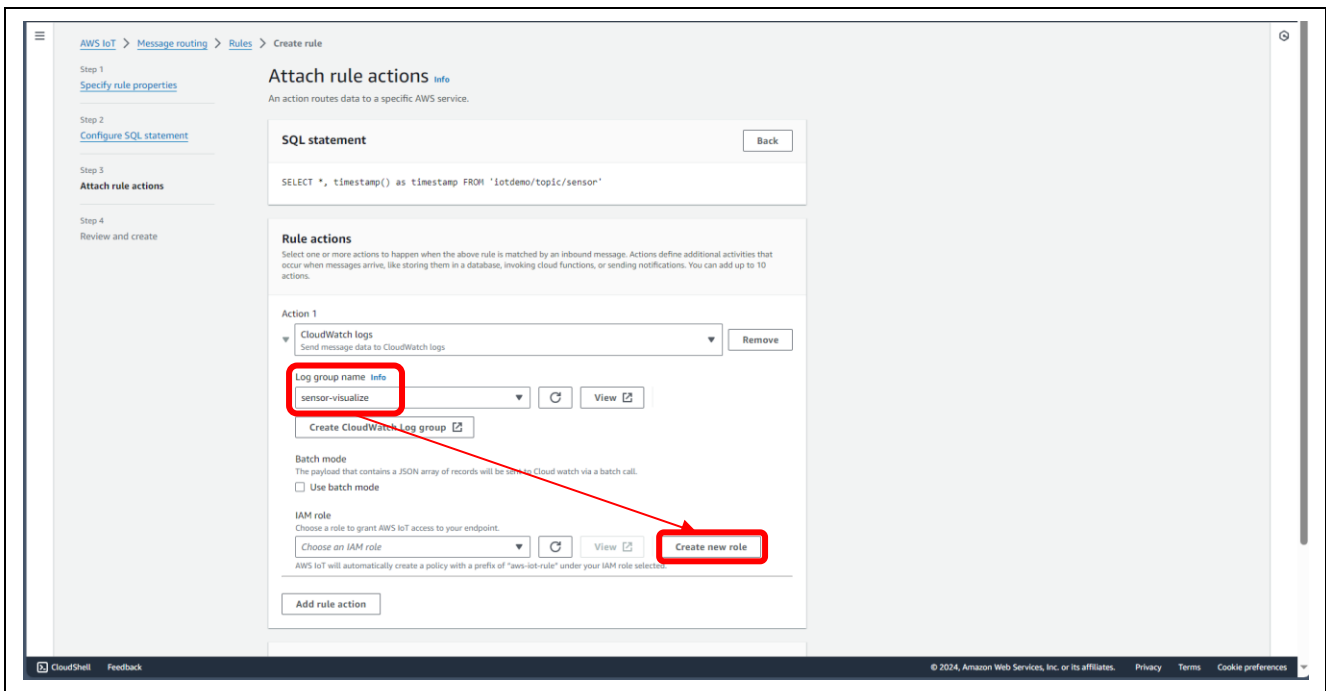 AWS IoT > Message routing > Rules > Create rule
Step 1
Specify rule properties
Step 2
Configure SQL statement
Step 3
Attach rule actions
Step 4
Review and create
Attach rule actions Info
An action routes data to a specific AWS service.
SQL statement
Back
SELECT *, timestamp() as timestamp FROM 'iotdemo/topic/sensor'
Rule actions
Select one or more actions to happen when the above rule is matched by an inbound message. Actions define additional activities that
occur when messages arrive, like storing them in a database, invoking cloud functions, or sending notifications. You can add up to 10
actions.
Action 1
CloudWatch logs
Send message data to CloudWatch logs
Remove
Log group name Info
sensor-visualize
View
Create CloudWatch Log group
Batch mode
The payload that contains a JSON array of records will be sent to Cloud watch via a batch call.
Use batch mode
IAM role
Choose a role to grant AWS IoT access to your endpoint.
Choose an IAM role
View
Create new role
AWS IoT will automatically create a policy with a prefix of "aws-iot-rule" under your IAM role selected.
Add rule action
CloudShell Feedback
© 2024, Amazon Web Services, Inc. or its affiliates. Privacy Terms Cookie preferences